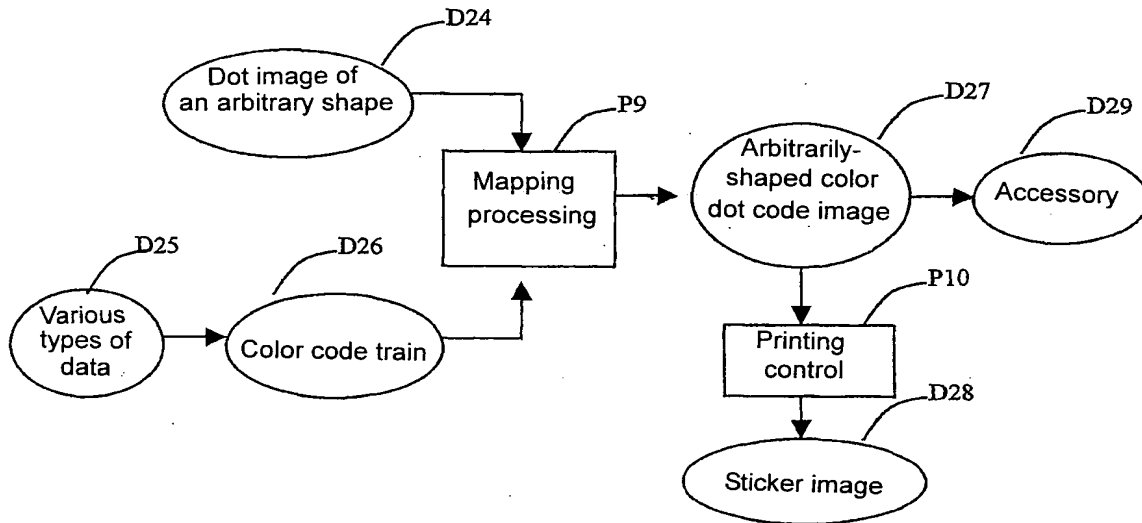 D24
Dot image of
an arbitrary shape
P9
Mapping
processing
D27
Arbitrarily-
shaped color
dot code image
D29
Accessory
D25
Various
types of
data
D26
Color code train
P10
Printing
control
D28
Sticker image